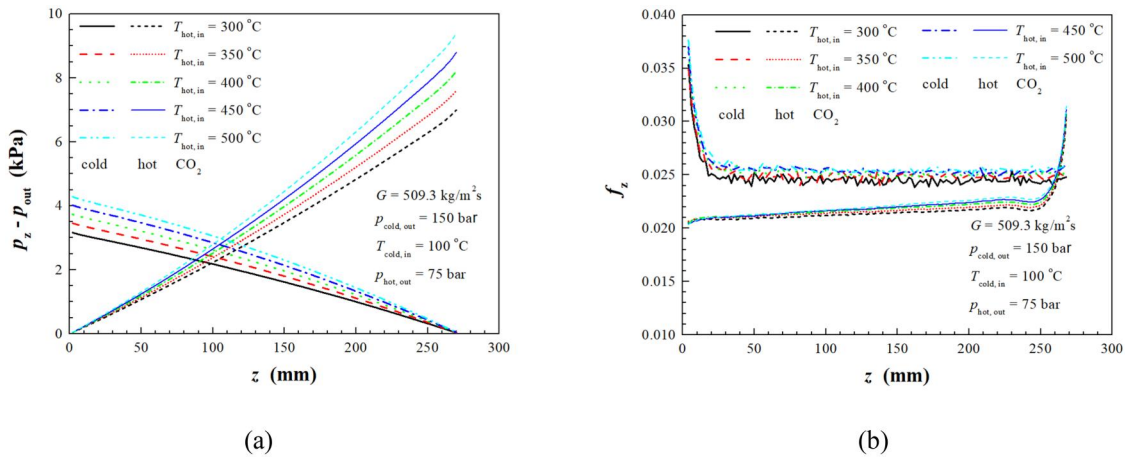 10
8
6
4
2
0
p_z - p_out (kPa)
T_hot, in = 300 °C
T_hot, in = 350 °C
T_hot, in = 400 °C
T_hot, in = 450 °C
T_hot, in = 500 °C
cold hot CO₂
G = 509.3 kg/m²s
p_cold, out = 150 bar
T_cold, in = 100 °C
p_hot, out = 75 bar
0 50 100 150 200 250 300
z (mm)
(a)
0.040
0.035
0.030
0.025
0.020
0.015
0.010
f_z
T_hot, in = 300 °C
T_hot, in = 350 °C
T_hot, in = 400 °C
cold hot
T_hot, in = 450 °C
T_hot, in = 500 °C
cold hot CO₂
G = 509.3 kg/m²s
p_cold, out = 150 bar
T_cold, in = 100 °C
p_hot, out = 75 bar
0 50 100 150 200 250 300
z (mm)
(b)